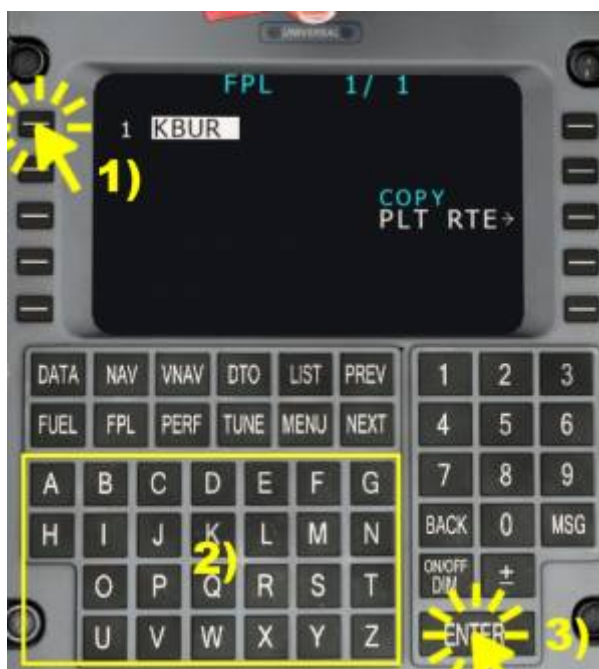 UNIVERSAL
FPL 1/ 1
1 KBUR
1)
COPY
PLT RTE→
DATA NAV VNAV DTO LIST PREV
FUEL FPL PERF TUNE MENU NEXT
1 2 3
4 5 6
7 8 9
BACK 0 MSG
ON/OFF DIM ±
ENTER
3)
A B C D E F G
H I J K L M N
2)
O P Q R S T
U V W X Y Z